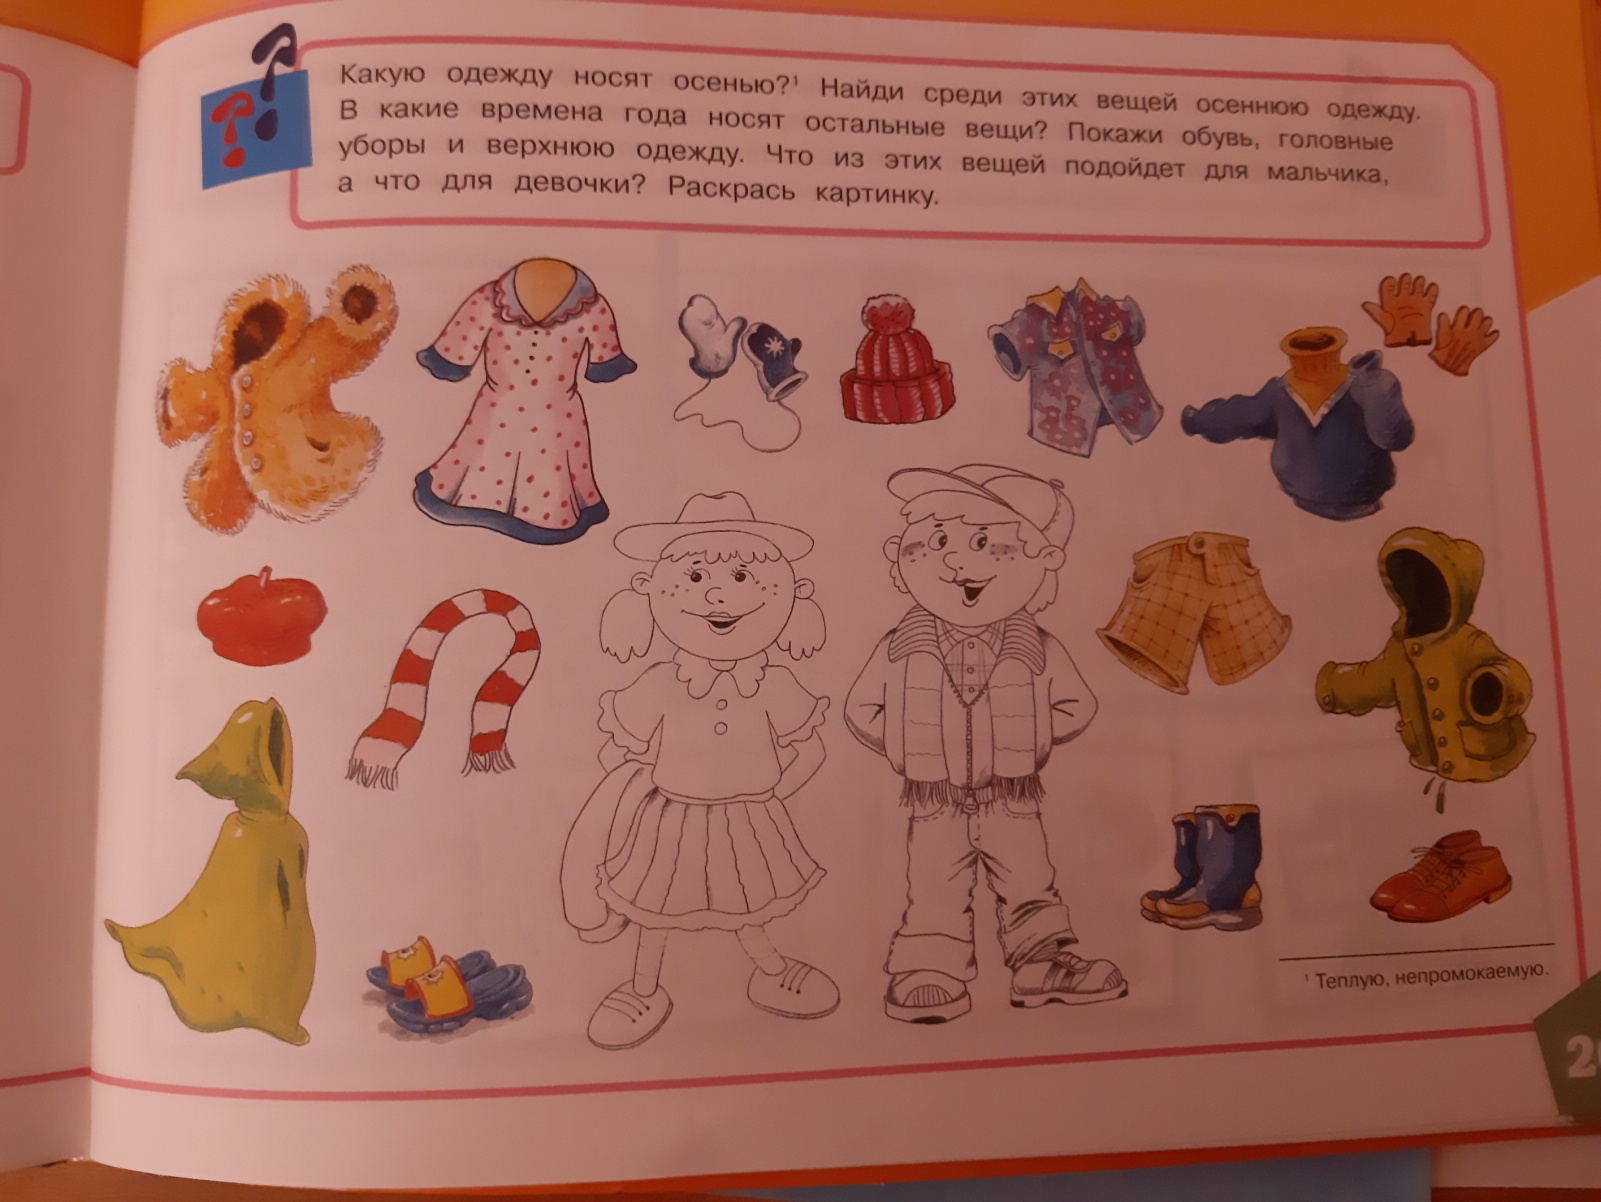 Какую одежду носят осенью?¹ Найди среди этих вещей осеннюю одежду.
В какие времена года носят остальные вещи? Покажи обувь, головные
уборы и верхнюю одежду. Что из этих вещей подойдет для мальчика,
а что для девочки? Раскрась картинку.
¹ Теплую, непромокаемую.